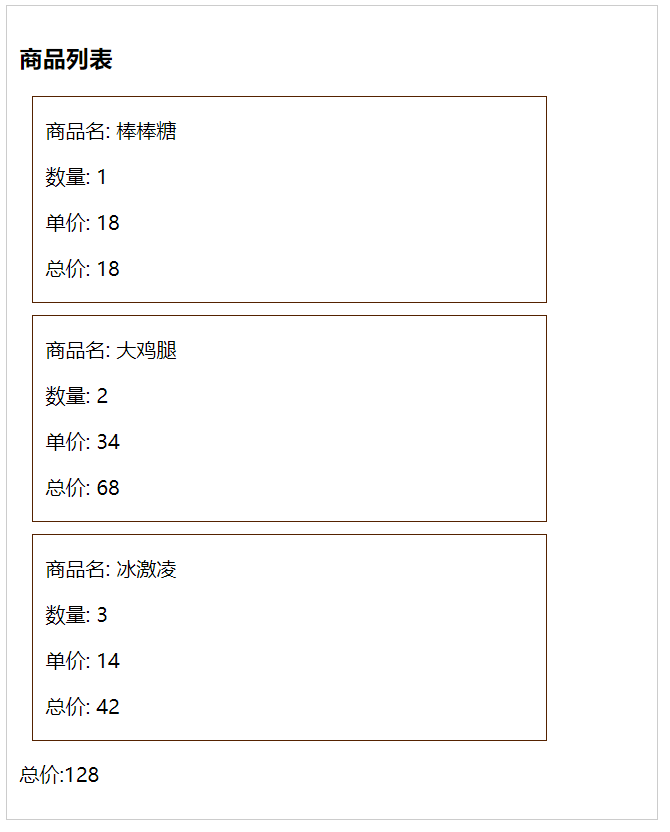 商品列表
商品名: 棒棒糖
数量: 1
单价: 18
总价: 18
商品名: 大鸡腿
数量: 2
单价: 34
总价: 68
商品名: 冰激凌
数量: 3
单价: 14
总价: 42
总价:128